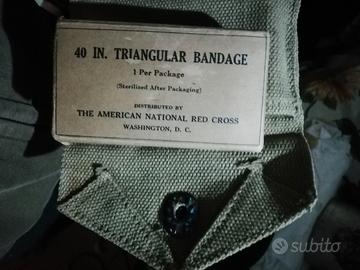 40 IN. TRIANGULAR BANDAGE
1 Per Package
(Sterilized After Packaging)
DISTRIBUTED BY
THE AMERICAN NATIONAL RED CROSS
WASHINGTON, D. C.
subito